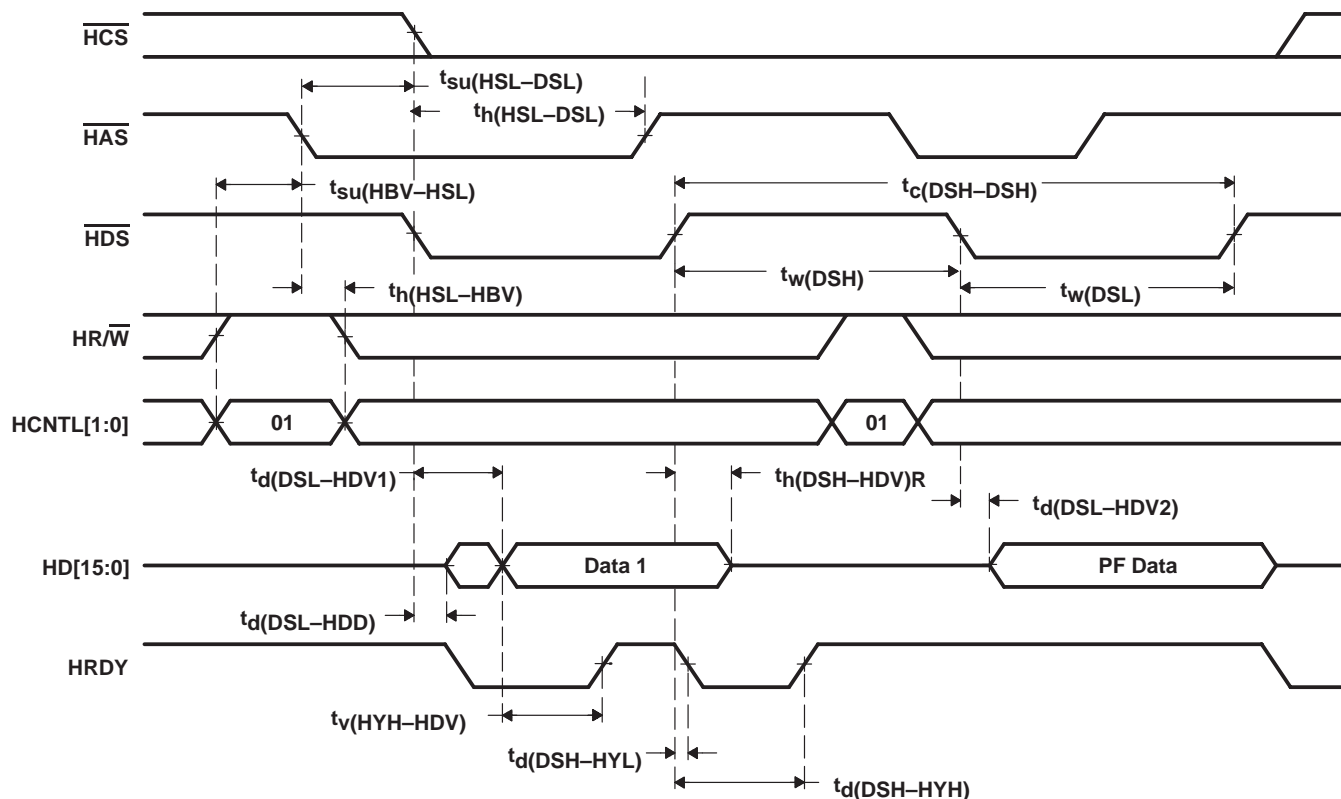 HCS
tsu(HSL–DSL)
th(HSL–DSL)
HAS
tsu(HBV–HSL)
tc(DSH–DSH)
HDS
tw(DSH)
th(HSL–HBV)
tw(DSL)
HR/W
HCNTL[1:0]
01
01
td(DSL–HDV1)
th(DSH–HDV)R
td(DSL–HDV2)
HD[15:0]
Data 1
PF Data
td(DSL–HDD)
HRDY
tv(HYH–HDV)
td(DSH–HYL)
td(DSH–HYH)